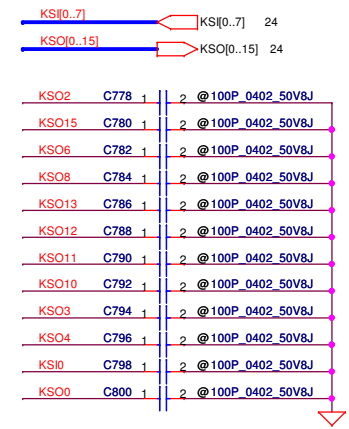 KSI[0..7] KSI[0..7] 24
KSO[0..15] KSO[0..15] 24
KSO2 C778 1 2 @100P_0402_50V8J
KSO15 C780 1 2 @100P_0402_50V8J
KSO6 C782 1 2 @100P_0402_50V8J
KSO8 C784 1 2 @100P_0402_50V8J
KSO13 C786 1 2 @100P_0402_50V8J
KSO12 C788 1 2 @100P_0402_50V8J
KSO11 C790 1 2 @100P_0402_50V8J
KSO10 C792 1 2 @100P_0402_50V8J
KSO3 C794 1 2 @100P_0402_50V8J
KSO4 C796 1 2 @100P_0402_50V8J
KSI0 C798 1 2 @100P_0402_50V8J
KSO0 C800 1 2 @100P_0402_50V8J